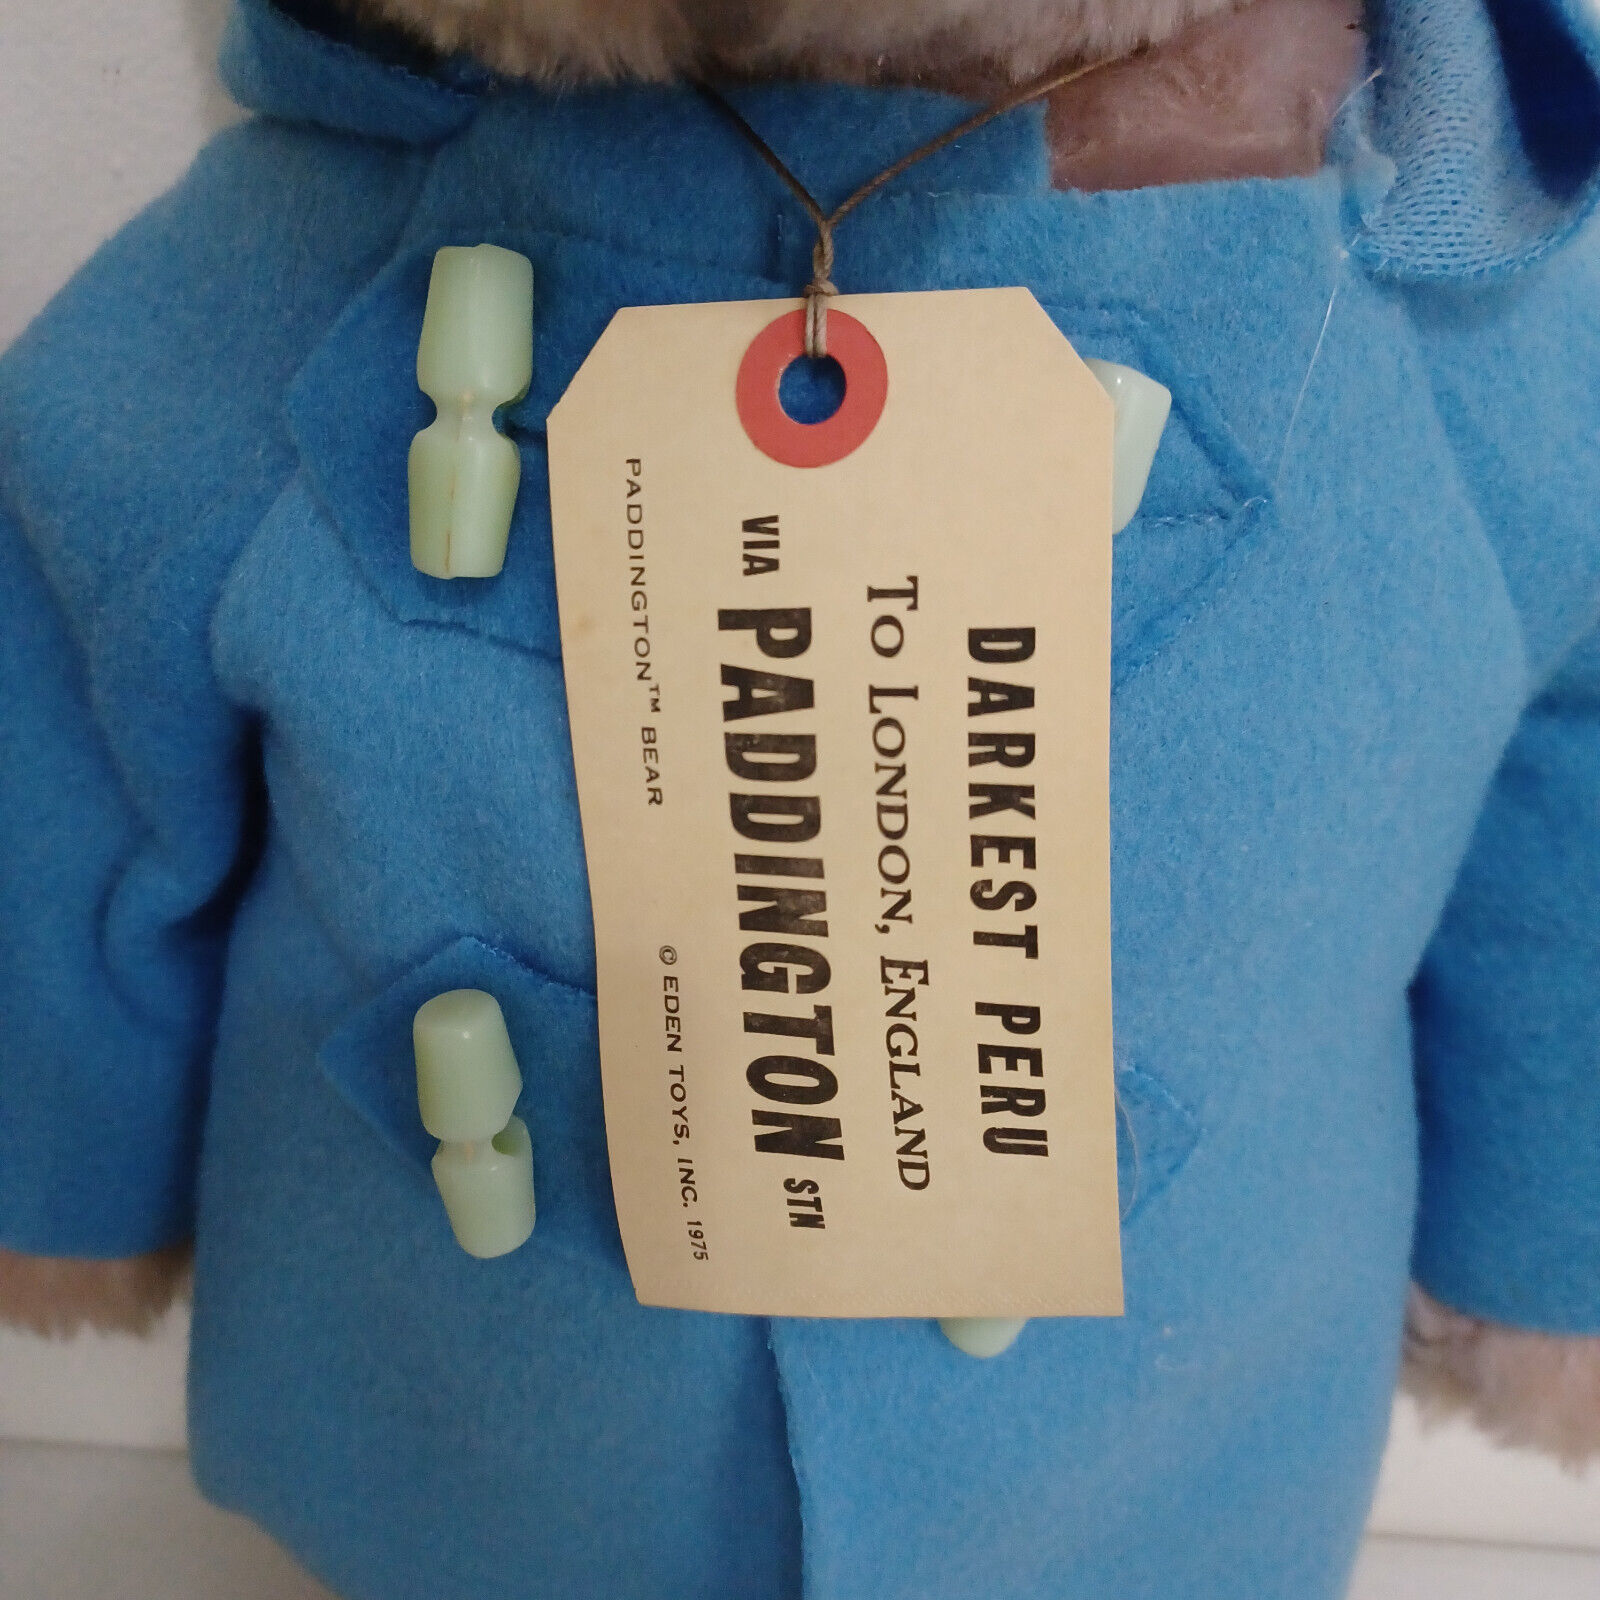 DARKEST PERU
TO LONDON, ENGLAND
VIA PADDINGTON STN
PADDINGTON™ BEAR © EDEN TOYS, INC. 1975